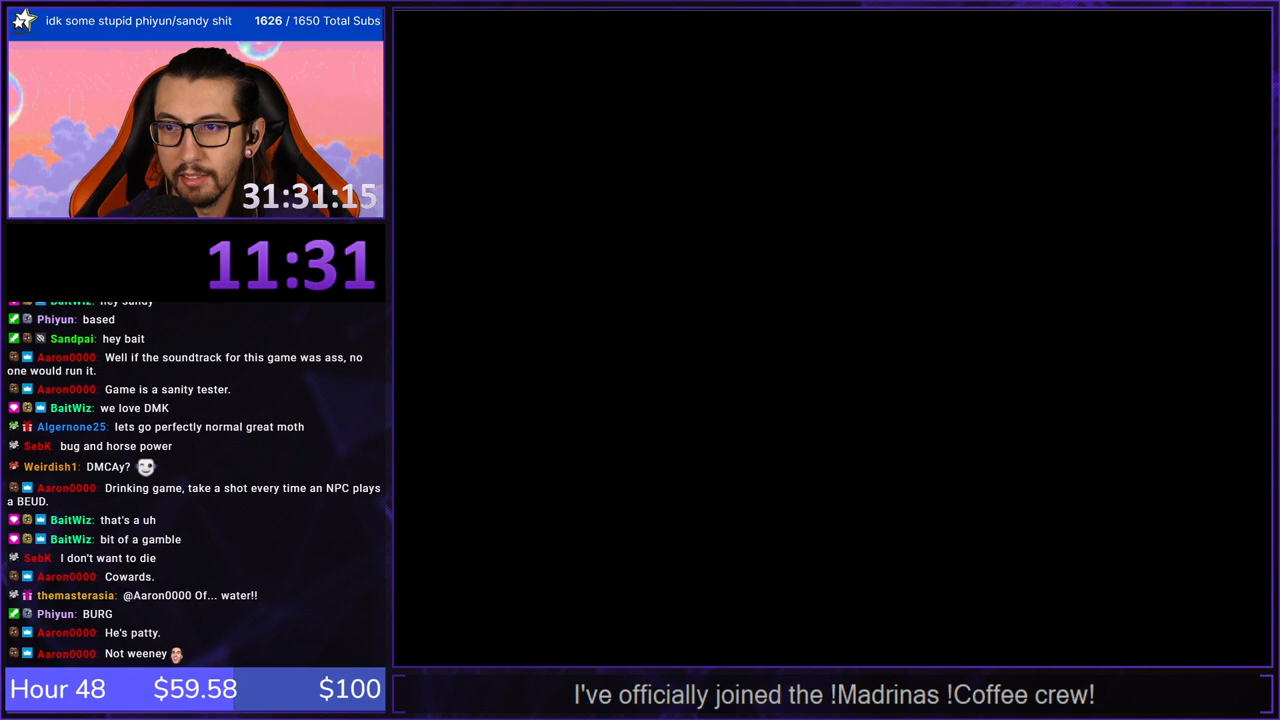 idk some stupid phiyun/sandy shit 1626 / 1650 Total Subs
31:31:15
11:31
BaitWiz: hey sandy
Phiyun: based
Sandpai: hey bait
Aaron0000: Well if the soundtrack for this game was ass, no
one would run it.
Aaron0000: Game is a sanity tester.
BaitWiz: we love DMK
Algernone25: lets go perfectly normal great moth
SebK: bug and horse power
Weirdish1: DMCAy?
Aaron0000: Drinking game, take a shot every time an NPC plays
a BEUD.
BaitWiz: that's a uh
BaitWiz: bit of a gamble
SebK: I don't want to die
Aaron0000: Cowards.
themasterasia: @Aaron0000 Of... water!!
Phiyun: BURG
Aaron0000: He's patty.
Aaron0000: Not weeney
Hour 48 $59.58 $100
I've officially joined the !Madrinas !Coffee crew!